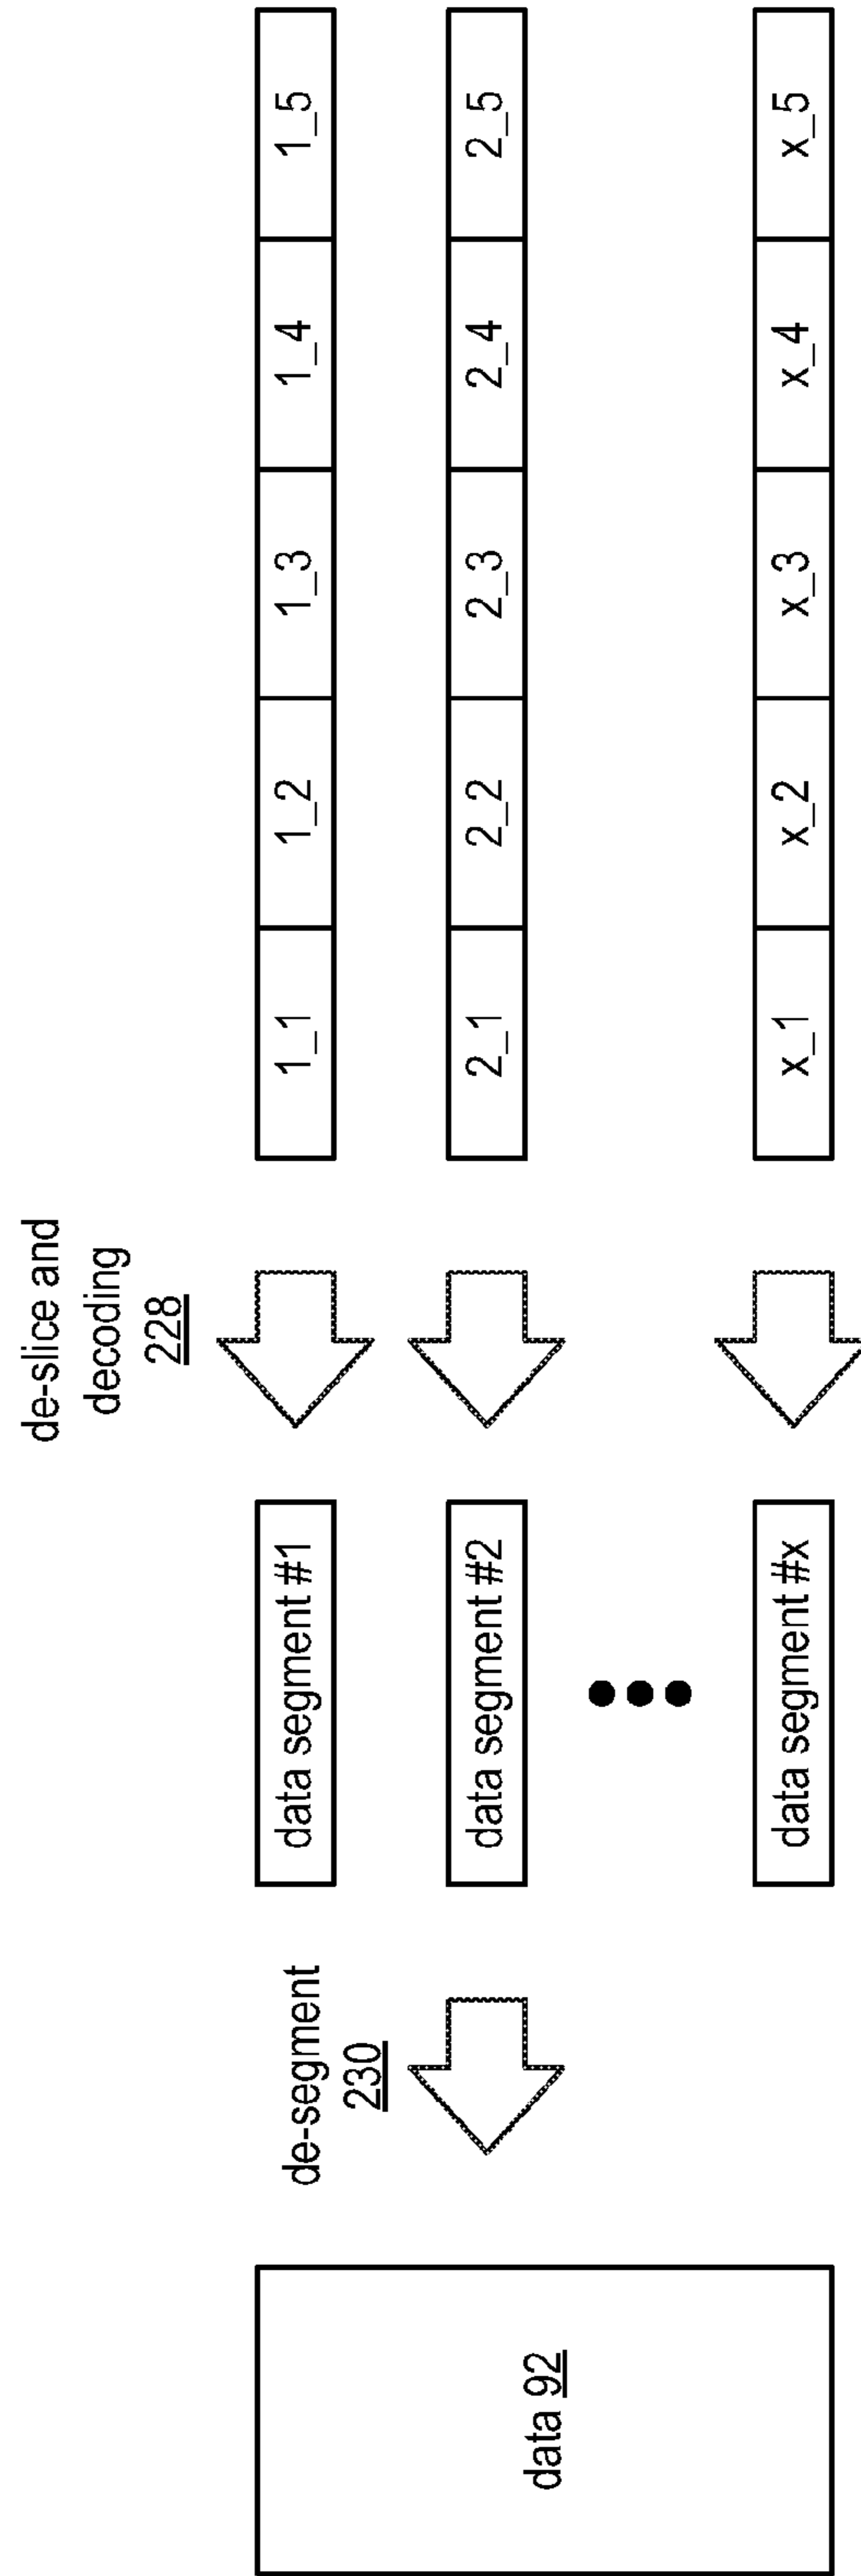 de-slice and
decoding
228
de-segment
230
data 92
data segment #1
1_1
1_2
1_3
1_4
1_5
data segment #2
2_1
2_2
2_3
2_4
2_5
data segment #x
x_1
x_2
x_3
x_4
x_5